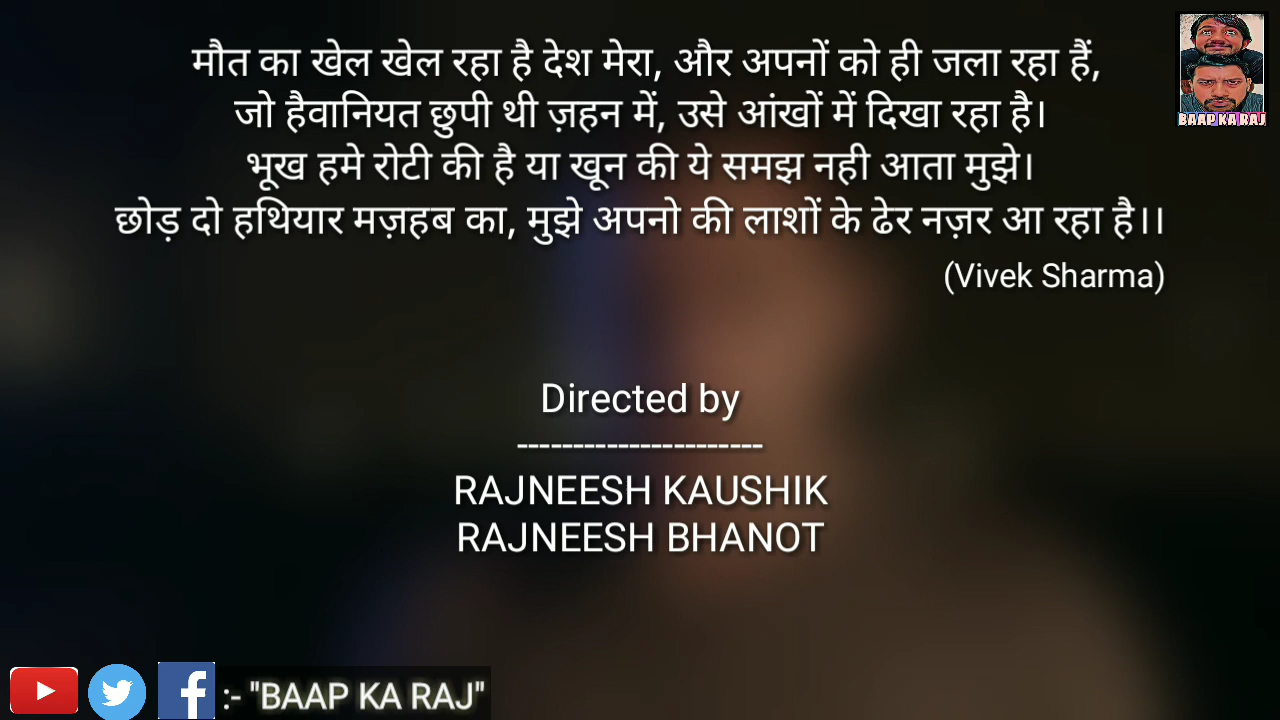 मौत का खेल खेल रहा है देश मेरा, और अपनों को ही जला रहा हैं,
जो हैवानियत छुपी थी ज़हन में, उसे आंखों में दिखा रहा है।
भूख हमे रोटी की है या खून की ये समझ नही आता मुझे।
छोड़ दो हथियार मज़हब का, मुझे अपनो की लाशों के ढेर नज़र आ रहा है।।
(Vivek Sharma)
BAAP KA RAJ
Directed by
----------------------
RAJNEESH KAUSHIK
RAJNEESH BHANOT
:- "BAAP KA RAJ"